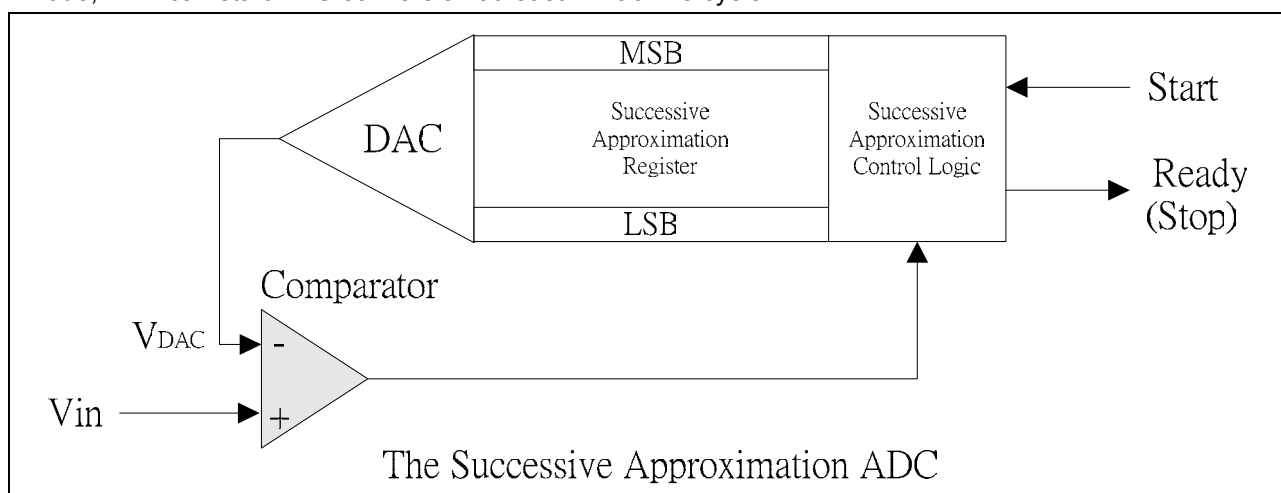 MSB
DAC
Successive
Approximation
Register
Successive
Approximation
Control Logic
LSB
Start
Ready
(Stop)
Comparator
VDAC
-
Vin
+
The Successive Approximation ADC